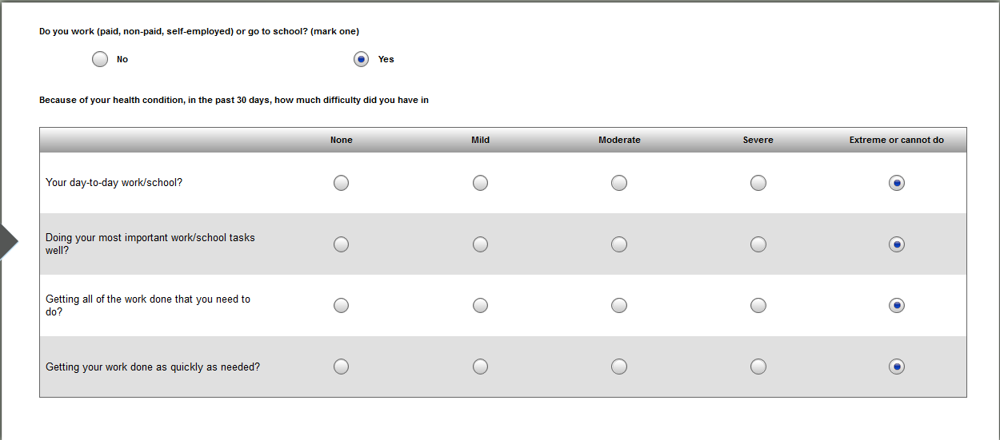 Do you work (paid, non-paid, self-employed) or go to school? (mark one)
No Yes
Because of your health condition, in the past 30 days, how much difficulty did you have in
None Mild Moderate Severe Extreme or cannot do
Your day-to-day work/school?
Doing your most important work/school tasks
well?
Getting all of the work done that you need to
do?
Getting your work done as quickly as needed?